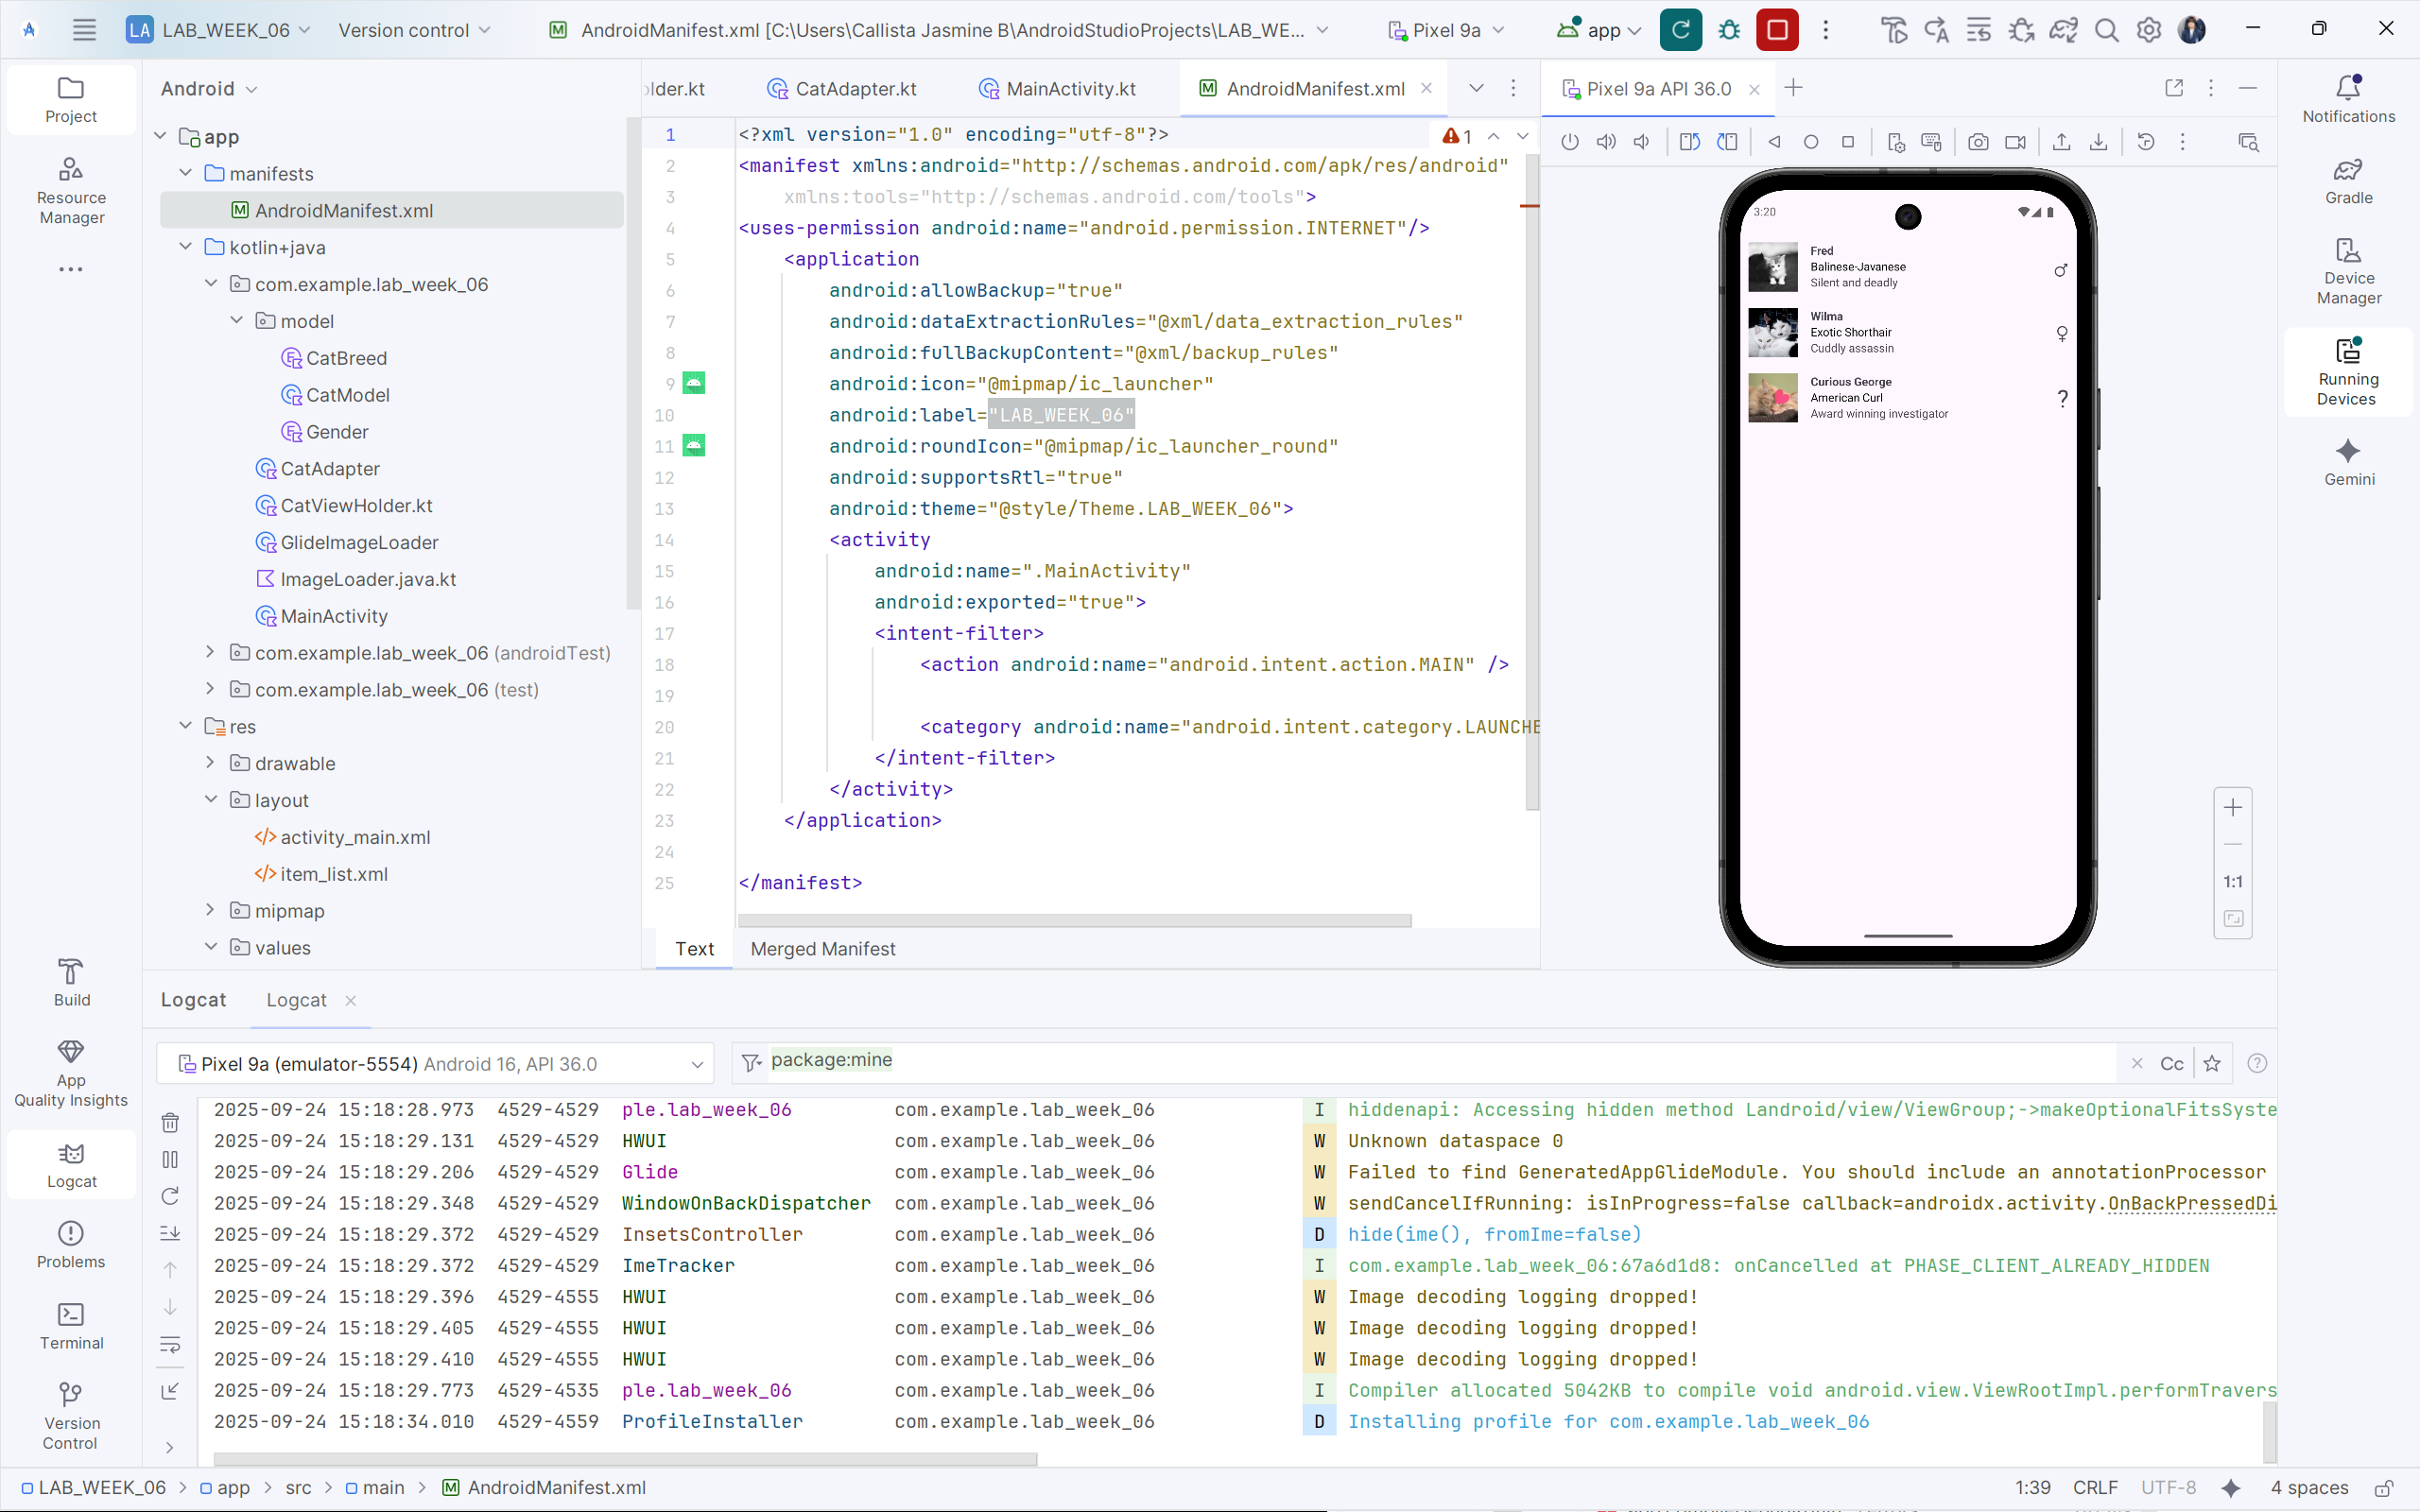 LA LAB_WEEK_06 Version control AndroidManifest.xml [C:\Users\Callista Jasmine B\AndroidStudioProjects\LAB_WE... Pixel 9a app
Project
Resource
Manager
Build
App
Quality Insights
Logcat
Problems
Terminal
Version
Control
Android
app
manifests
AndroidManifest.xml
kotlin+java
com.example.lab_week_06
model
CatBreed
CatModel
Gender
CatAdapter
CatViewHolder.kt
GlideImageLoader
ImageLoader.java.kt
MainActivity
com.example.lab_week_06 (androidTest)
com.example.lab_week_06 (test)
res
drawable
layout
activity_main.xml
item_list.xml
mipmap
values
lder.kt CatAdapter.kt MainActivity.kt AndroidManifest.xml
1
1 <?xml version="1.0" encoding="utf-8"?>
2 <manifest xmlns:android="http://schemas.android.com/apk/res/android"
3 xmlns:tools="http://schemas.android.com/tools">
4 <uses-permission android:name="android.permission.INTERNET"/>
5 <application
6 android:allowBackup="true"
7 android:dataExtractionRules="@xml/data_extraction_rules"
8 android:fullBackupContent="@xml/backup_rules"
9 android:icon="@mipmap/ic_launcher"
10 android:label="LAB_WEEK_06"
11 android:roundIcon="@mipmap/ic_launcher_round"
12 android:supportsRtl="true"
13 android:theme="@style/Theme.LAB_WEEK_06">
14 <activity
15 android:name=".MainActivity"
16 android:exported="true">
17 <intent-filter>
18 <action android:name="android.intent.action.MAIN" />
19
20 <category android:name="android.intent.category.LAUNCHE
21 </intent-filter>
22 </activity>
23 </application>
24
25 </manifest>
Text Merged Manifest
Pixel 9a API 36.0
3:20
Fred
Balinese-Javanese
Silent and deadly
♂
Wilma
Exotic Shorthair
Cuddly assassin
♀
Curious George
American Curl
Award winning investigator
?
1:1
Notifications
Gradle
Device
Manager
Running
Devices
Gemini
Logcat Logcat
Pixel 9a (emulator-5554) Android 16, API 36.0 package:mine Cc
2025-09-24 15:18:28.973 4529-4529 ple.lab_week_06 com.example.lab_week_06 I hiddenapi: Accessing hidden method Landroid/view/ViewGroup;->makeOptionalFitsSyste
2025-09-24 15:18:29.131 4529-4529 HWUI com.example.lab_week_06 W Unknown dataspace 0
2025-09-24 15:18:29.206 4529-4529 Glide com.example.lab_week_06 W Failed to find GeneratedAppGlideModule. You should include an annotationProcessor
2025-09-24 15:18:29.348 4529-4529 WindowOnBackDispatcher com.example.lab_week_06 W sendCancelIfRunning: isInProgress=false callback=androidx.activity.OnBackPressedDi
2025-09-24 15:18:29.372 4529-4529 InsetsController com.example.lab_week_06 D hide(ime(), fromIme=false)
2025-09-24 15:18:29.372 4529-4529 ImeTracker com.example.lab_week_06 I com.example.lab_week_06:67a6d1d8: onCancelled at PHASE_CLIENT_ALREADY_HIDDEN
2025-09-24 15:18:29.396 4529-4555 HWUI com.example.lab_week_06 W Image decoding logging dropped!
2025-09-24 15:18:29.405 4529-4555 HWUI com.example.lab_week_06 W Image decoding logging dropped!
2025-09-24 15:18:29.410 4529-4555 HWUI com.example.lab_week_06 W Image decoding logging dropped!
2025-09-24 15:18:29.773 4529-4535 ple.lab_week_06 com.example.lab_week_06 I Compiler allocated 5042KB to compile void android.view.ViewRootImpl.performTravers
2025-09-24 15:18:34.010 4529-4559 ProfileInstaller com.example.lab_week_06 D Installing profile for com.example.lab_week_06
LAB_WEEK_06 > app > src > main > AndroidManifest.xml 1:39 CRLF UTF-8 4 spaces